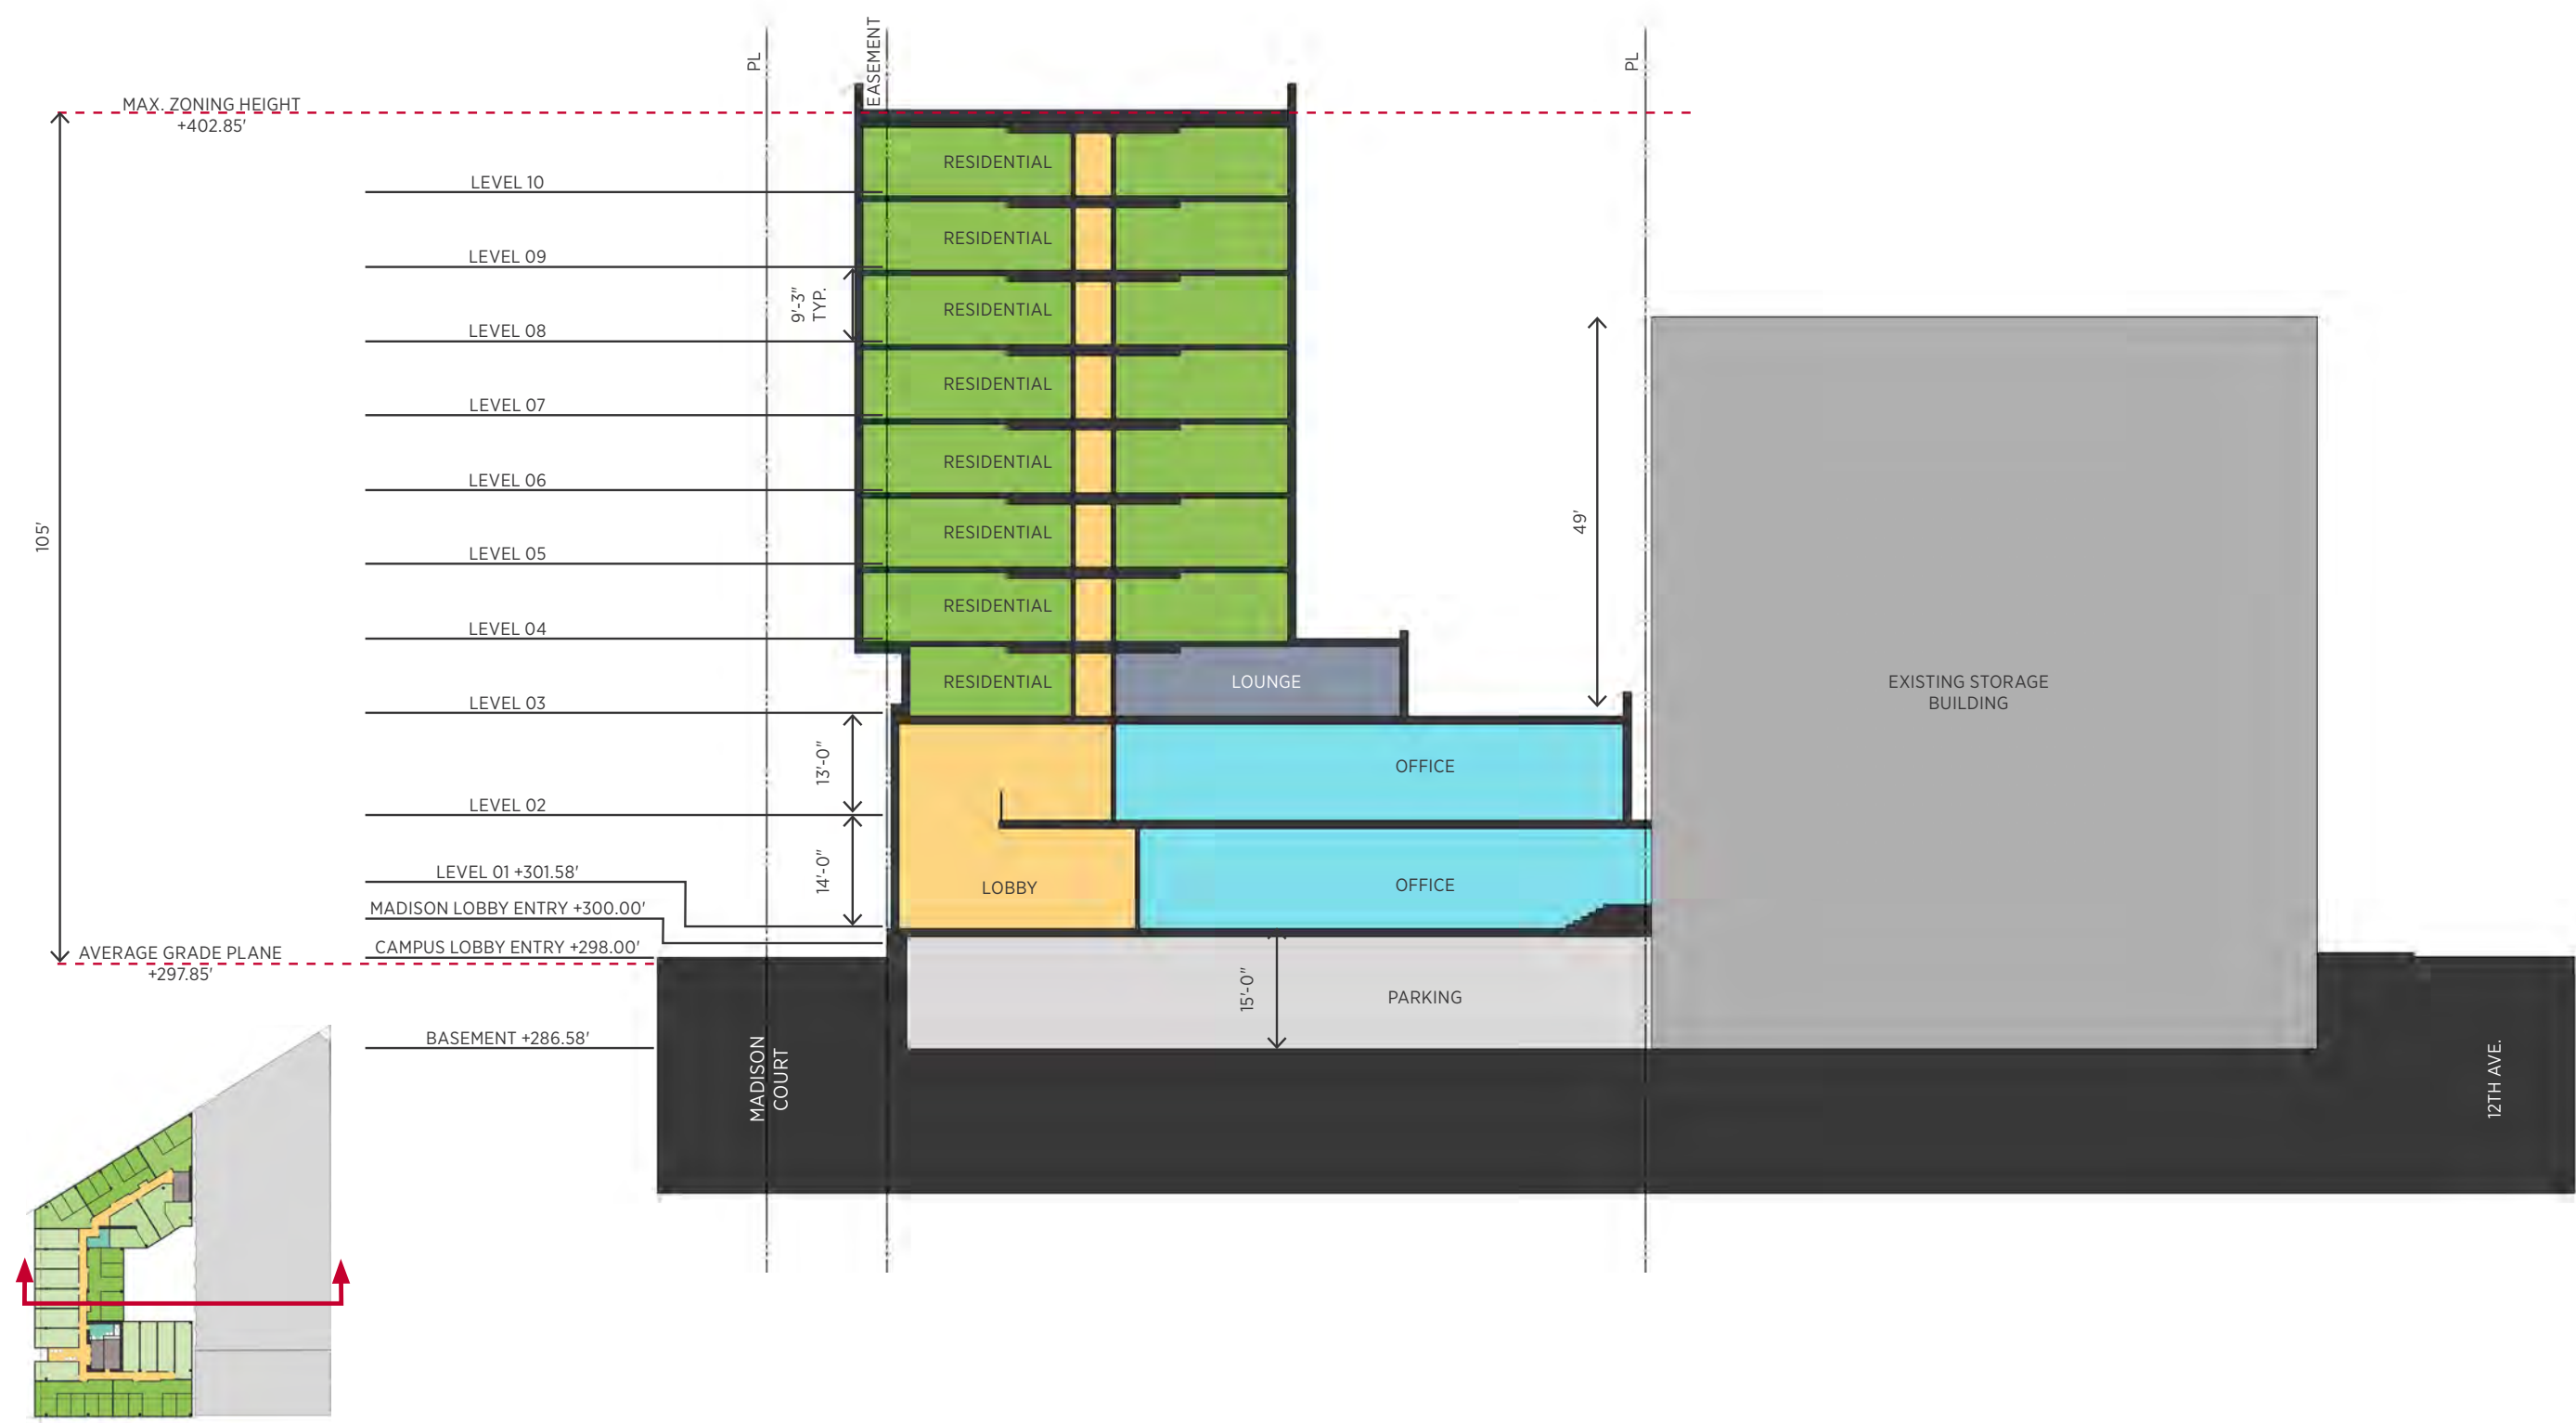 PL
EASEMENT
PL
MAX. ZONING HEIGHT
+402.85'
RESIDENTIAL
LEVEL 10
RESIDENTIAL
LEVEL 09
9'-3"
TYP.
RESIDENTIAL
LEVEL 08
RESIDENTIAL
LEVEL 07
RESIDENTIAL
LEVEL 06
105'
49'
RESIDENTIAL
LEVEL 05
RESIDENTIAL
LEVEL 04
RESIDENTIAL
LOUNGE
EXISTING STORAGE
BUILDING
LEVEL 03
13'-0"
OFFICE
LEVEL 02
14'-0"
LEVEL 01 +301.58'
LOBBY
OFFICE
MADISON LOBBY ENTRY +300.00'
CAMPUS LOBBY ENTRY +298.00'
AVERAGE GRADE PLANE
+297.85'
15'-0"
PARKING
BASEMENT +286.58'
MADISON
COURT
12TH AVE.